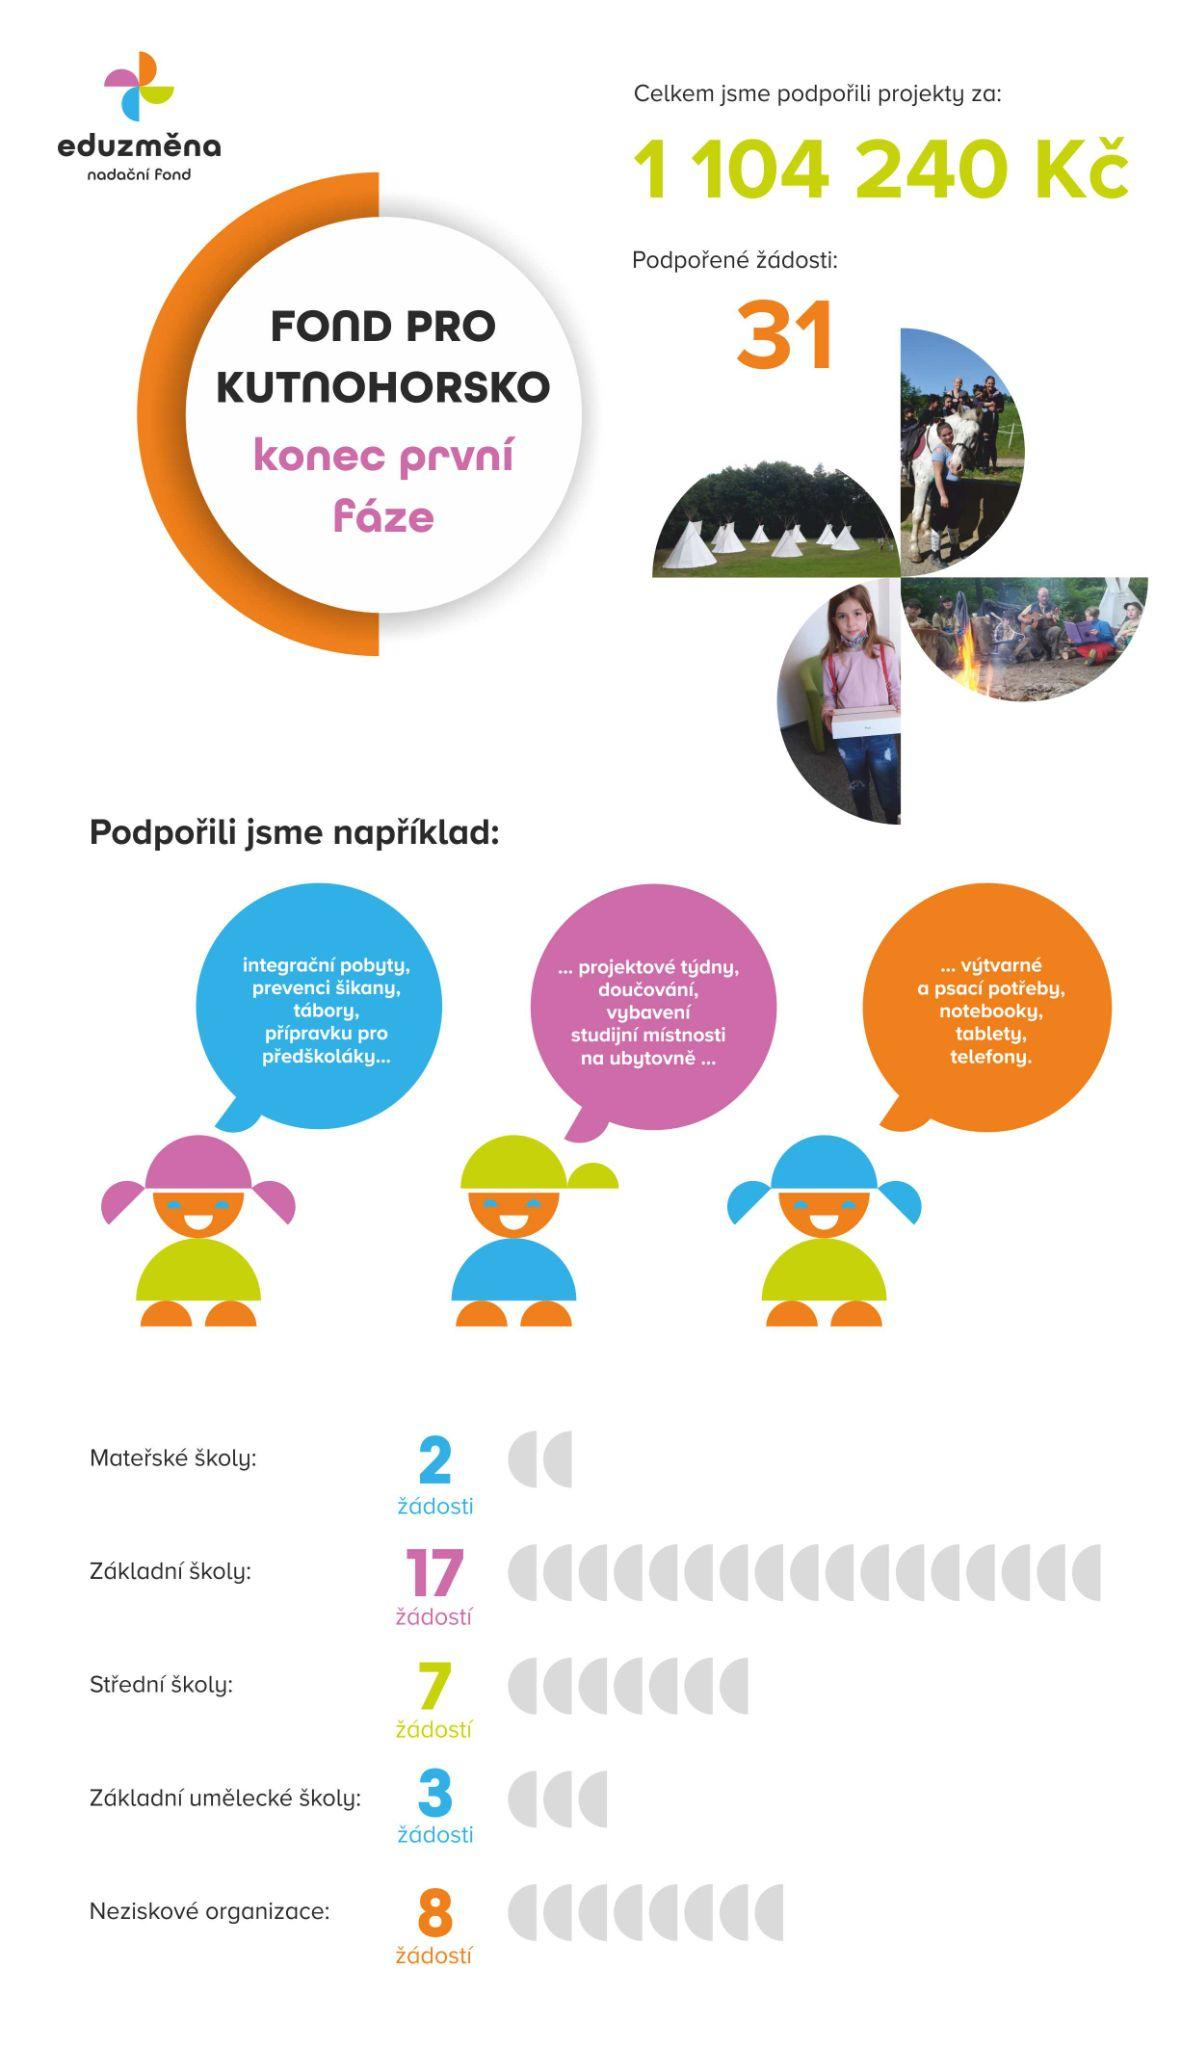 eduzměna
nadační fond
Celkem jsme podpořili projekty za:
1 104 240 Kč
Podpořené žádosti:
31
FOND PRO
KUTNOHORSKO
konec první
fáze
Podpořili jsme například:
integrační pobyty,
prevenci šikany,
tábory,
přípravku pro
předškoláky...
... projektové týdny,
doučování,
vybavení
studijní místnosti
na ubytovně ...
... výtvarné
a psací potřeby,
notebooky,
tablety,
telefony.
Mateřské školy:
2
žádosti
Základní školy:
17
žádostí
Střední školy:
7
žádostí
Základní umělecké školy:
3
žádosti
Neziskové organizace:
8
žádostí